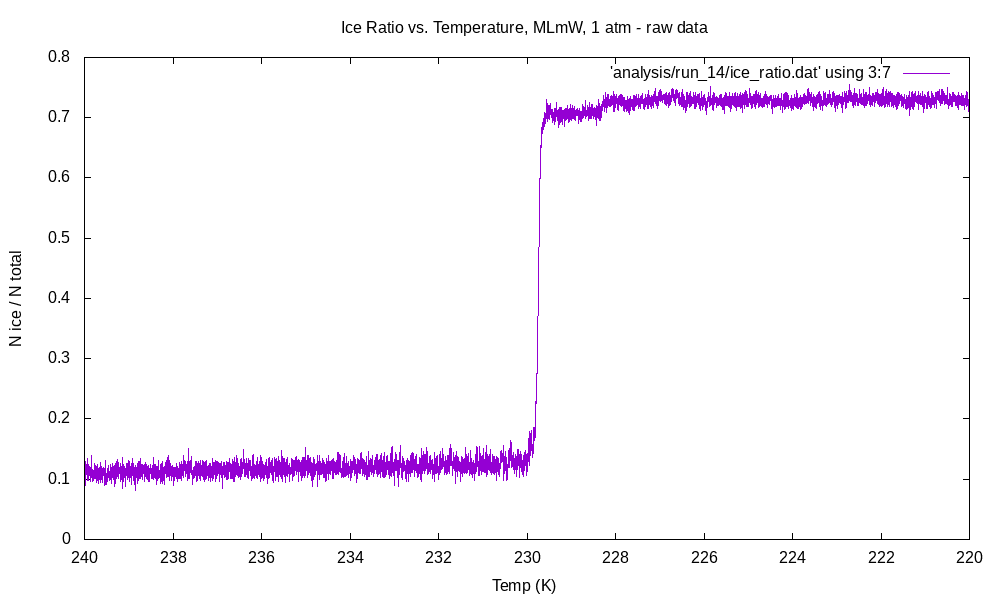 Ice Ratio vs. Temperature, MLmW, 1 atm - raw data
'analysis/run_14/ice_ratio.dat' using 3:7
0.8
0.7
0.6
0.5
0.4
0.3
0.2
0.1
0
N ice / N total
240 238 236 234 232 230 228 226 224 222 220
Temp (K)